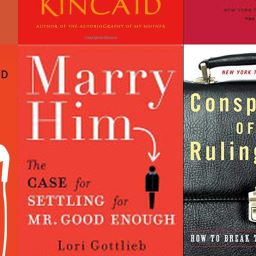 KINCAID
AUTHOR OF THE AUTOBIOGRAPHY OF MY MOTHER
Marry
Him
The
CASE for
SETTLING for
MR. GOOD ENOUGH
Lori Gottlieb
D
NEW YORK T
Consp
OF
Ruling
HOW TO BREAK T